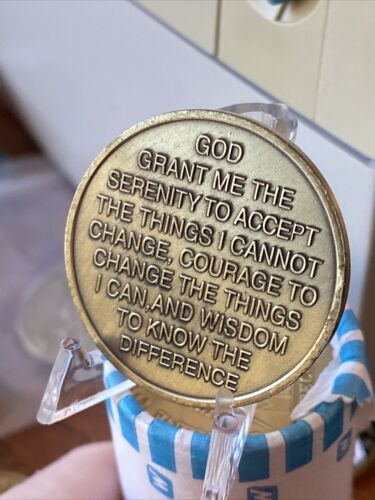 GOD
GRANT ME THE
SERENITY TO ACCEPT
THE THINGS I CANNOT
CHANGE, COURAGE TO
CHANGE THE THINGS
I CAN, AND WISDOM
TO KNOW THE
DIFFERENCE
N
N